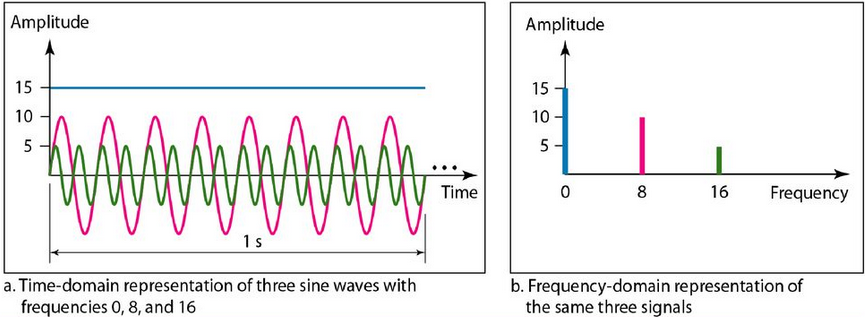 Amplitude
15
10
5
...
Time
1 s
a. Time-domain representation of three sine waves with
frequencies 0, 8, and 16
Amplitude
15
10
5
0 8 16 Frequency
b. Frequency-domain representation of
the same three signals